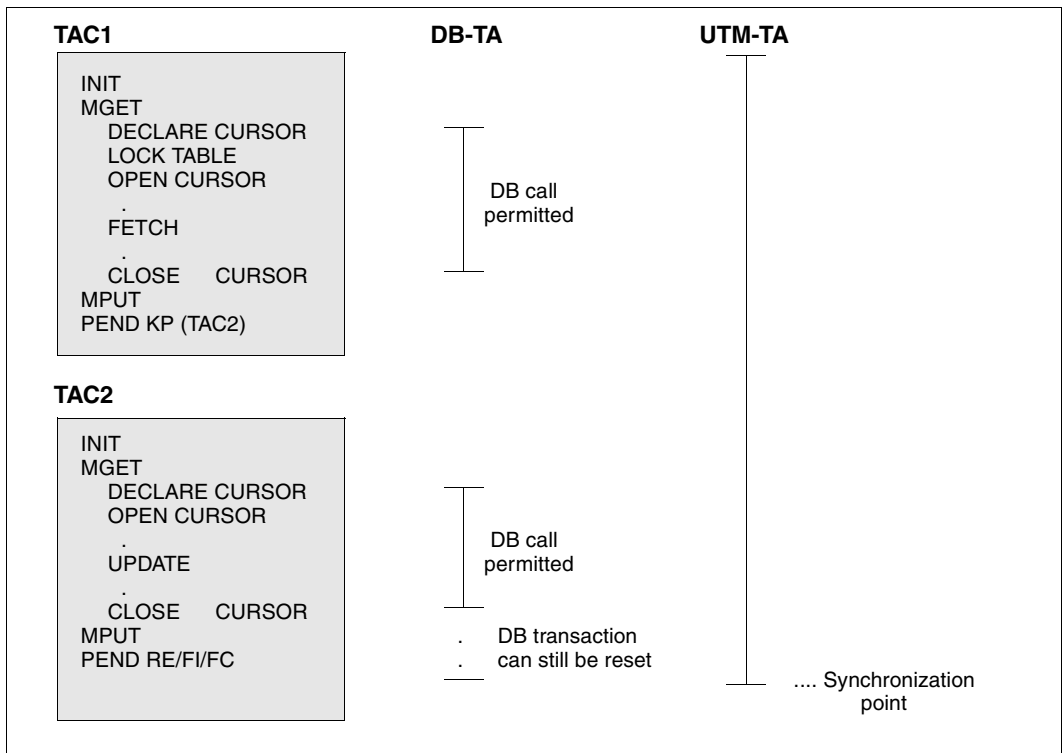 TAC1 DB-TA UTM-TA
INIT
MGET
DECLARE CURSOR
LOCK TABLE
OPEN CURSOR
.
FETCH
.
CLOSE CURSOR
MPUT
PEND KP (TAC2)
DB call
permitted
TAC2
INIT
MGET
DECLARE CURSOR
OPEN CURSOR
.
UPDATE
.
CLOSE CURSOR
MPUT
PEND RE/FI/FC
DB call
permitted
. DB transaction
. can still be reset
.... Synchronization
point